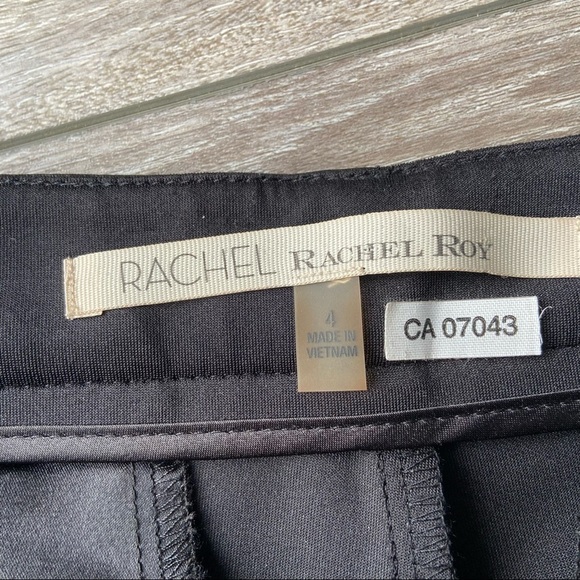 RACHEL RACHEL ROY
4
MADE IN
VIETNAM
CA 07043